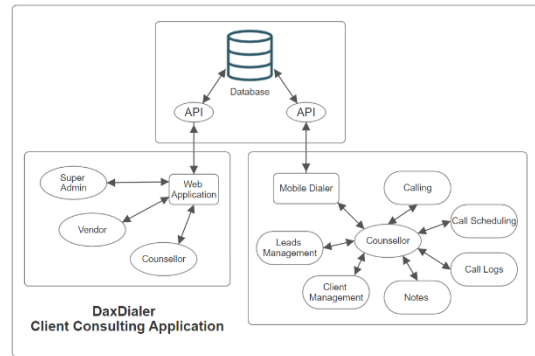 Database
API
API
Super
Admin
Web
Application
Vendor
Counsellor
Mobile Dialer
Calling
Call Scheduling
Counsellor
Leads
Management
Call Logs
Client
Management
Notes
DaxDialer
Client Consulting Application